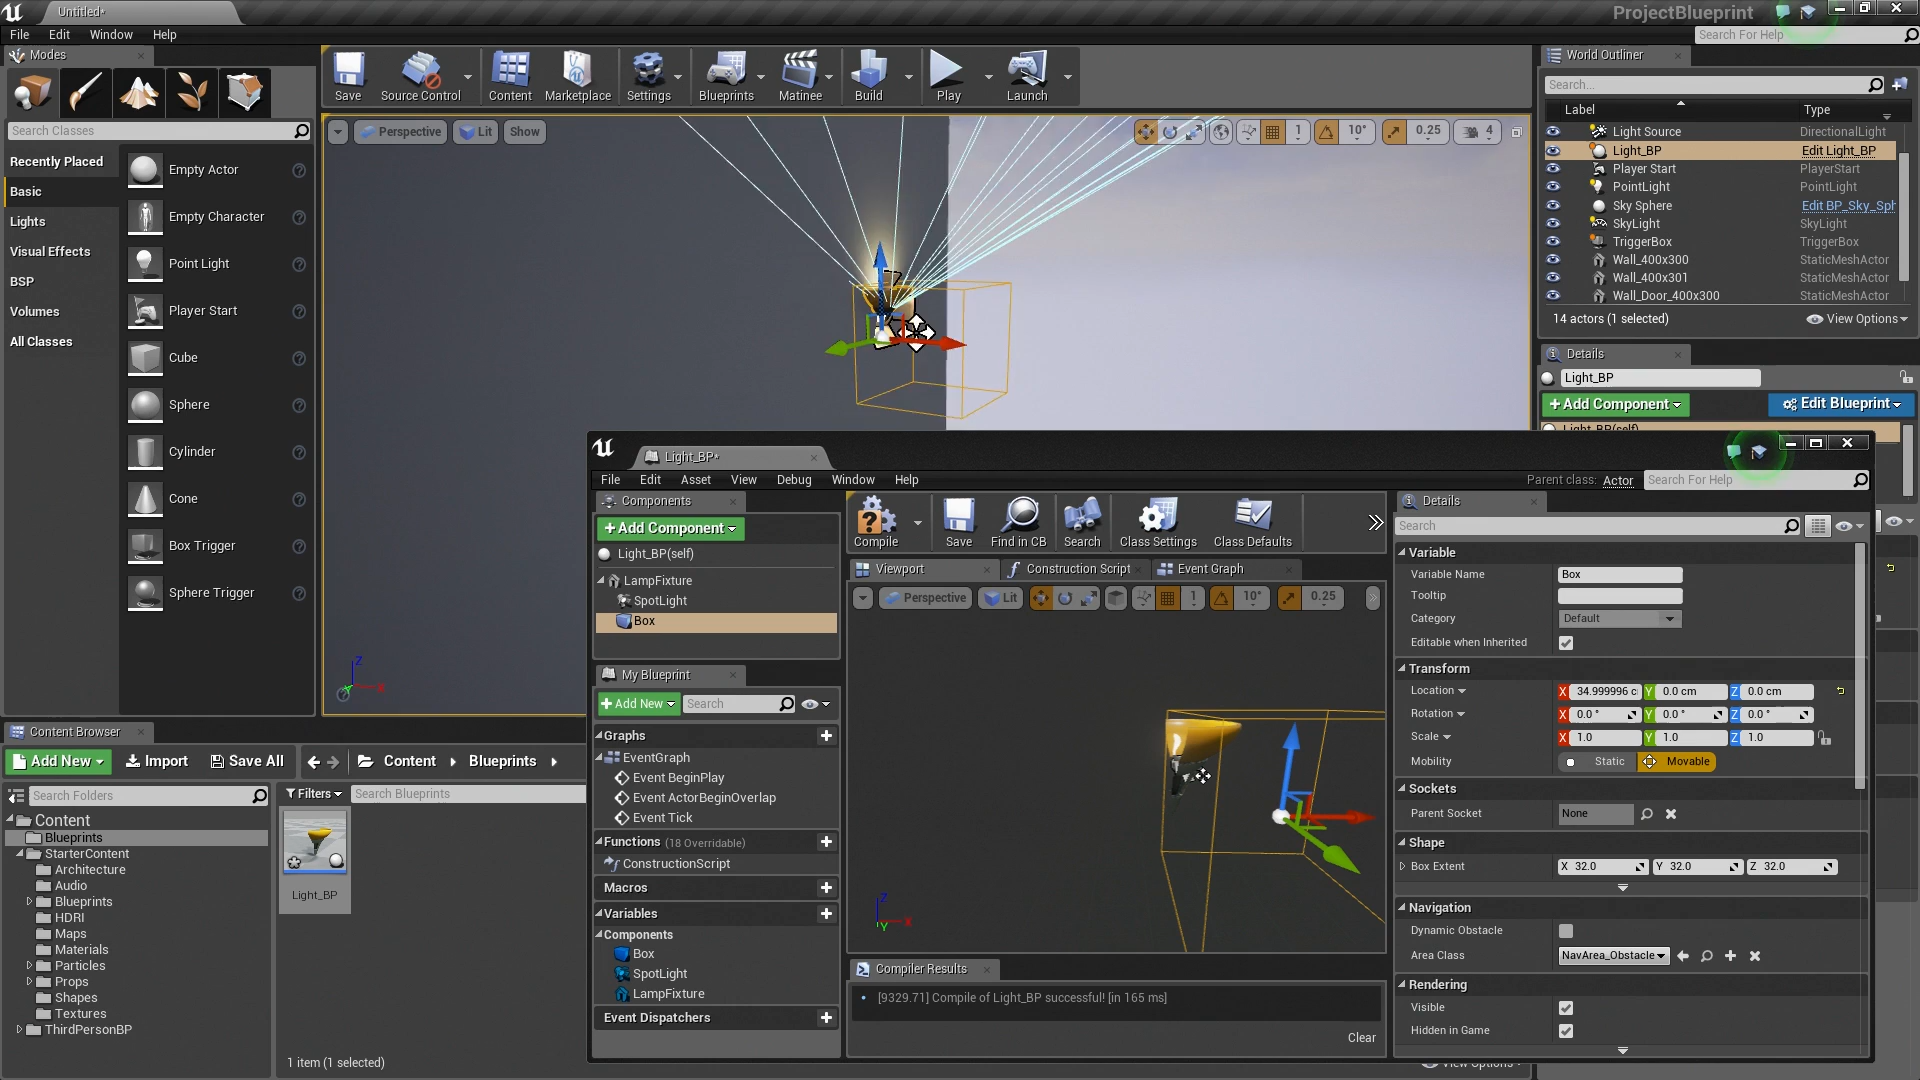 Untitled*
ProjectBlueprint
File Edit Window Help
Search For Help
Modes
Search Classes
Recently Placed
Basic
Lights
Visual Effects
BSP
Volumes
All Classes
Empty Actor
Empty Character
Point Light
Player Start
Cube
Sphere
Cylinder
Cone
Box Trigger
Sphere Trigger
Save Source Control Content Marketplace Settings Blueprints Matinee Build Play Launch
Perspective Lit Show
1 10° 0.25 4
Z
X
World Outliner
Search...
Label Type
Light Source DirectionalLight
Light_BP Edit Light_BP
Player Start PlayerStart
PointLight PointLight
Sky Sphere Edit BP_Sky_Sph
SkyLight SkyLight
TriggerBox TriggerBox
Wall_400x300 StaticMeshActor
Wall_400x301 StaticMeshActor
Wall_Door_400x300 StaticMeshActor
14 actors (1 selected) View Options
Details
Light_BP
+Add Component Edit Blueprint
Light_BP(self)
Content Browser
Add New Import Save All Content Blueprints
Search Folders
Filters Search Blueprints
Content
Blueprints
StarterContent
Architecture
Audio
Blueprints
HDRI
Maps
Materials
Particles
Props
Shapes
Textures
ThirdPersonBP
Light_BP
1 item (1 selected)
View Options
Light_BP*
File Edit Asset View Debug Window Help
Parent class: Actor Search For Help
Components
+Add Component
Light_BP(self)
LampFixture
SpotLight
Box
My Blueprint
+Add New Search
Graphs
EventGraph
Event BeginPlay
Event ActorBeginOverlap
Event Tick
Functions (18 Overridable)
ConstructionScript
Macros
Variables
Components
Box
SpotLight
LampFixture
Event Dispatchers
Compile Save Find in CB Search Class Settings Class Defaults
Viewport Construction Script Event Graph
Perspective Lit 1 10° 0.25
Z
X
Y
Compiler Results
[9329.71] Compile of Light_BP successful! [in 165 ms]
Clear
Details
Search
Variable
Variable Name Box
Tooltip
Category Default
Editable when Inherited
Transform
Location X 34.999996 c Y 0.0 cm Z 0.0 cm
Rotation X 0.0 ° Y 0.0 ° Z 0.0 °
Scale X 1.0 Y 1.0 Z 1.0
Mobility Static Movable
Sockets
Parent Socket None
Shape
Box Extent X 32.0 Y 32.0 Z 32.0
Navigation
Dynamic Obstacle
Area Class NavArea_Obstacle
Rendering
Visible
Hidden in Game